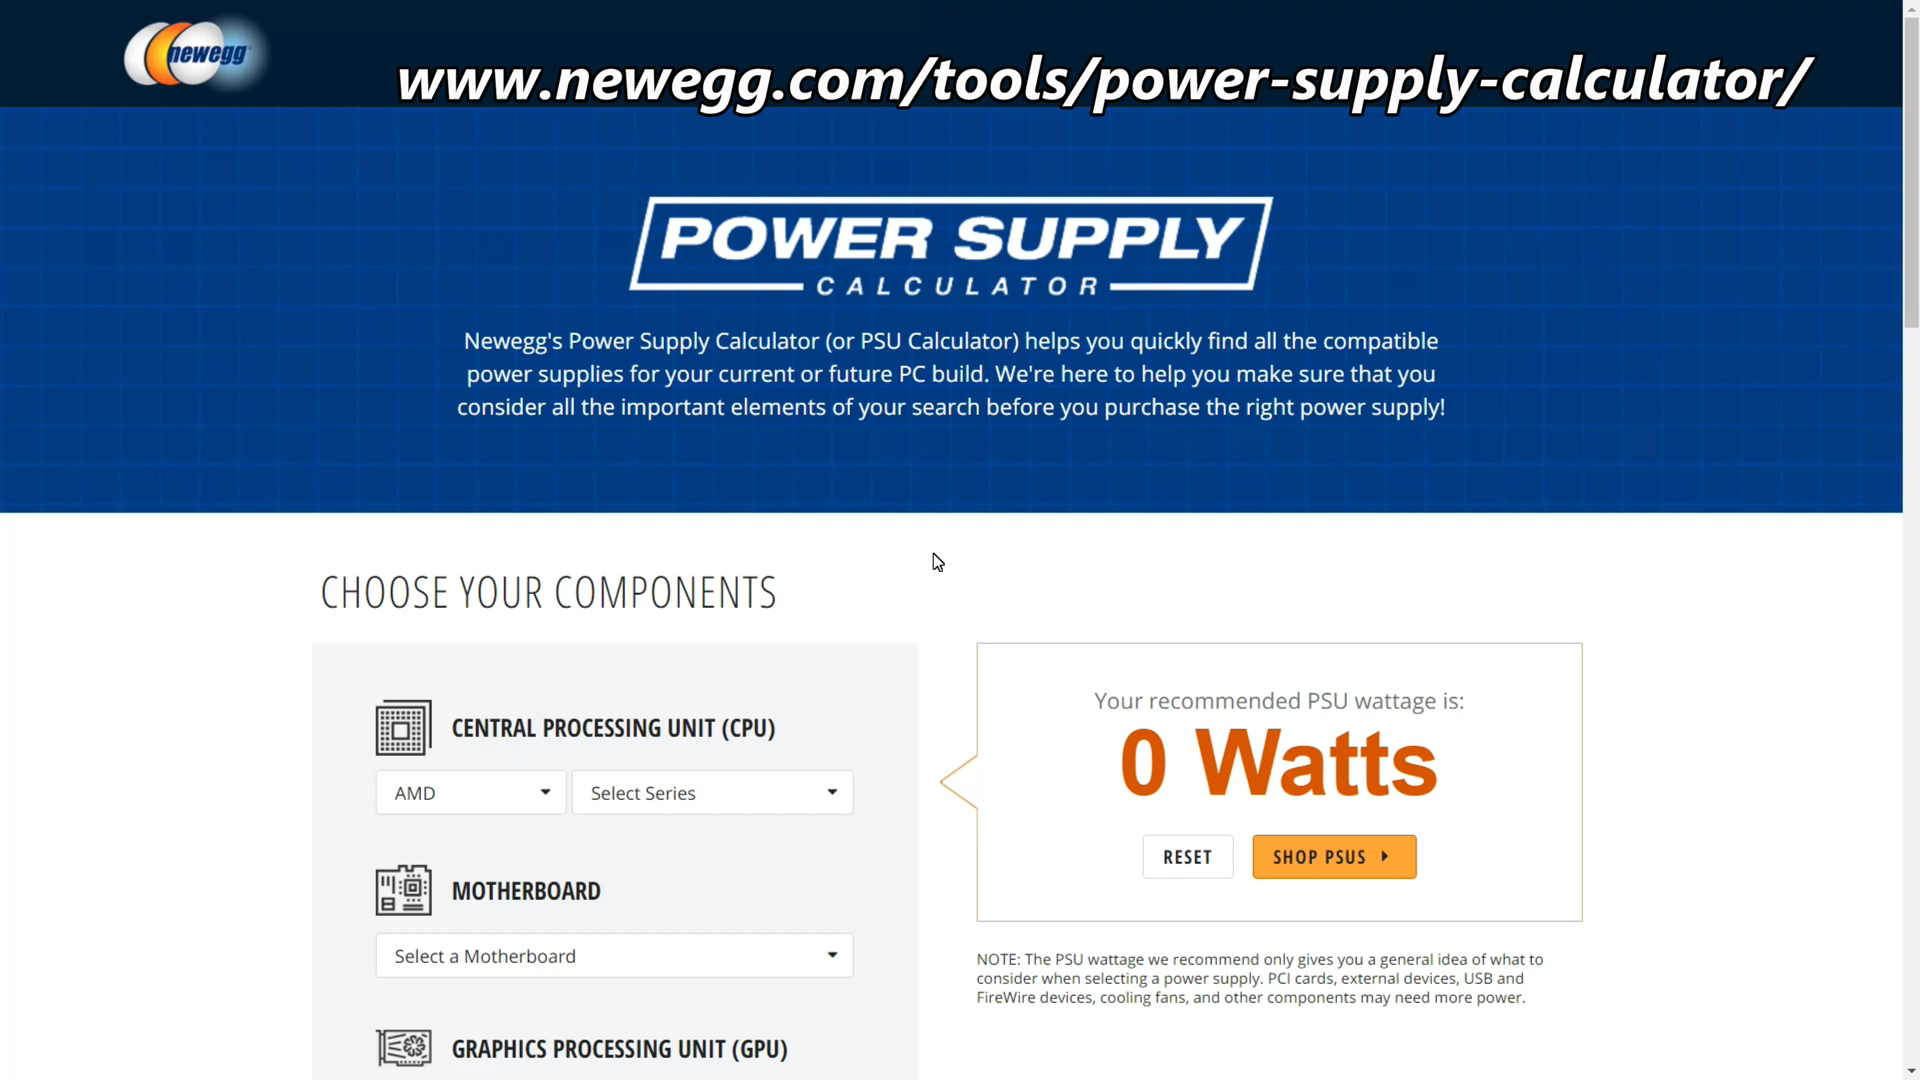 newegg
www.newegg.com/tools/power-supply-calculator/
POWER SUPPLY
CALCULATOR
Newegg's Power Supply Calculator (or PSU Calculator) helps you quickly find all the compatible
power supplies for your current or future PC build. We're here to help you make sure that you
consider all the important elements of your search before you purchase the right power supply!
CHOOSE YOUR COMPONENTS
CENTRAL PROCESSING UNIT (CPU)
AMD
Select Series
MOTHERBOARD
Select a Motherboard
GRAPHICS PROCESSING UNIT (GPU)
Your recommended PSU wattage is:
0 Watts
RESET
SHOP PSUS
NOTE: The PSU wattage we recommend only gives you a general idea of what to
consider when selecting a power supply. PCI cards, external devices, USB and
FireWire devices, cooling fans, and other components may need more power.